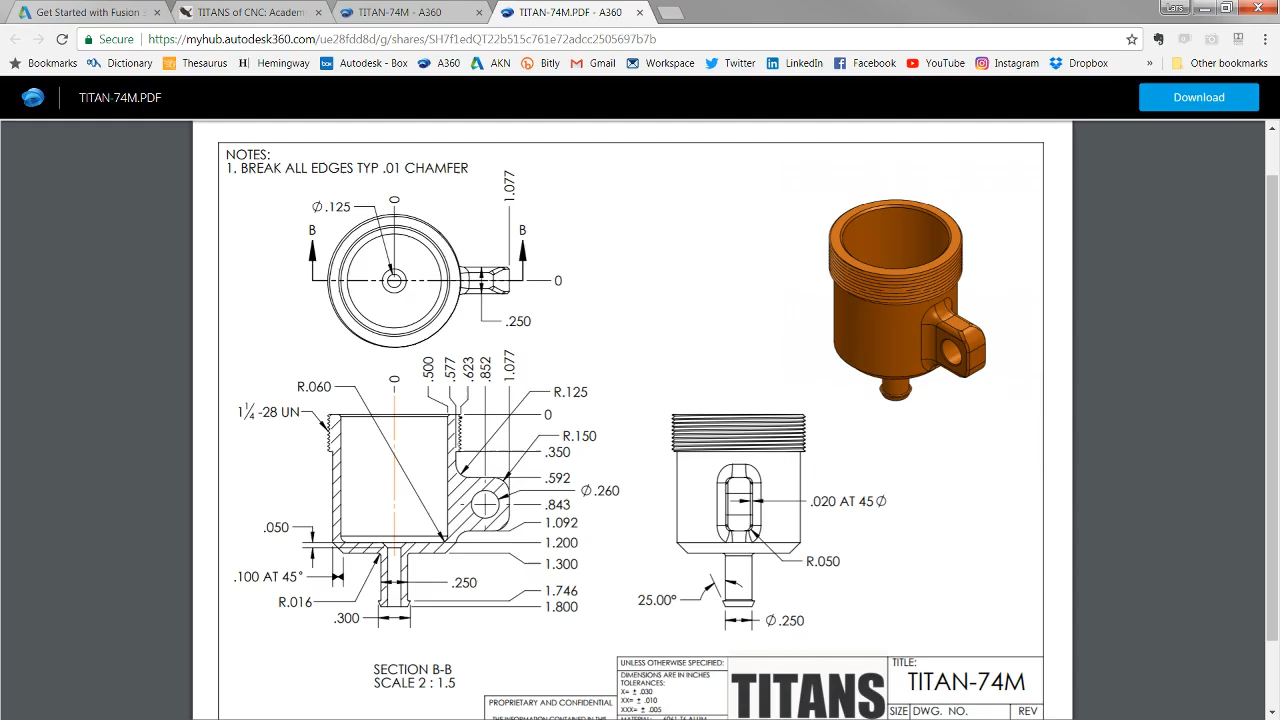 Get Started with Fusion
TITANS of CNC: Academ
TITAN-74M - A360
TITAN-74M.PDF - A360
Lars
Secure
https://myhub.autodesk360.com/ue28fdd8d/g/shares/SH7f1edQT22b515c761e72adcc2505697b7b
Bookmarks
Dictionary
Thesaurus
Hemingway
Autodesk - Box
A360
AKN
Bitly
Gmail
Workspace
Twitter
LinkedIn
Facebook
YouTube
Instagram
Dropbox
»
Other bookmarks
TITAN-74M.PDF
Download
NOTES:
1. BREAK ALL EDGES TYP .01 CHAMFER
Ø.125
0
1.077
B
B
0
.250
R.060
0
.500
.577
.623
.852
1.077
R.125
1¼ -28 UN
0
R.150
.350
.592
Ø.260
.843
1.092
.050
1.200
1.300
.100 AT 45°
.250
1.746
R.016
1.800
.300
.020 AT 45Ø
R.050
25.00°
Ø.250
SECTION B-B
SCALE 2 : 1.5
UNLESS OTHERWISE SPECIFIED:
DIMENSIONS ARE IN INCHES
TOLERANCES:
X= ± .030
XX= ± .010
XXX= ± .005
PROPRIETARY AND CONFIDENTIAL
THE INFORMATION CONTAINED IN THIS
TITANS
TITLE:
TITAN-74M
SIZE
DWG. NO.
REV